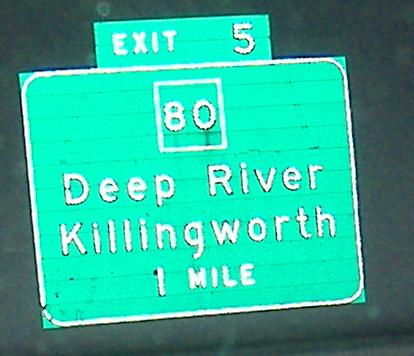 EXIT 5
80
Deep River
Killingworth
1 MILE